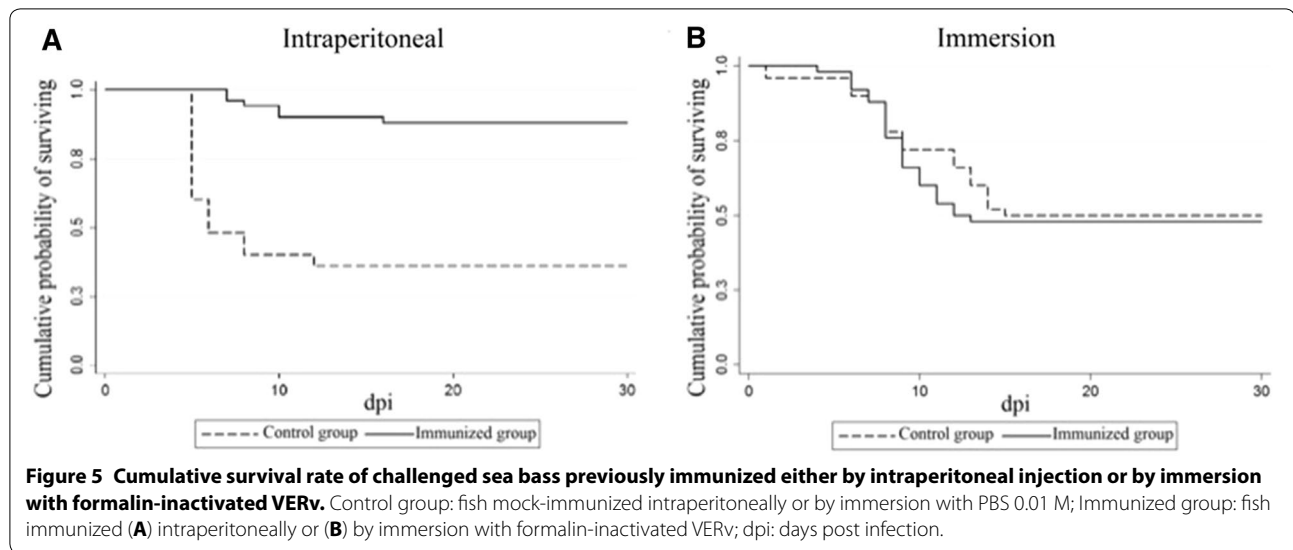 A
Intraperitoneal
Cumulative probability of surviving
1.0
0.8
0.5
0.3
0.0
0
10
20
30
dpi
Control group
Immunized group
B
Immersion
Cumulative probability of surviving
1.0
0.8
0.5
0.3
0.0
0
10
20
30
dpi
Control group
Immunized group
Figure 5 Cumulative survival rate of challenged sea bass previously immunized either by intraperitoneal injection or by immersion
with formalin-inactivated VERv. Control group: fish mock-immunized intraperitoneally or by immersion with PBS 0.01 M; Immunized group: fish
immunized (A) intraperitoneally or (B) by immersion with formalin-inactivated VERv; dpi: days post infection.